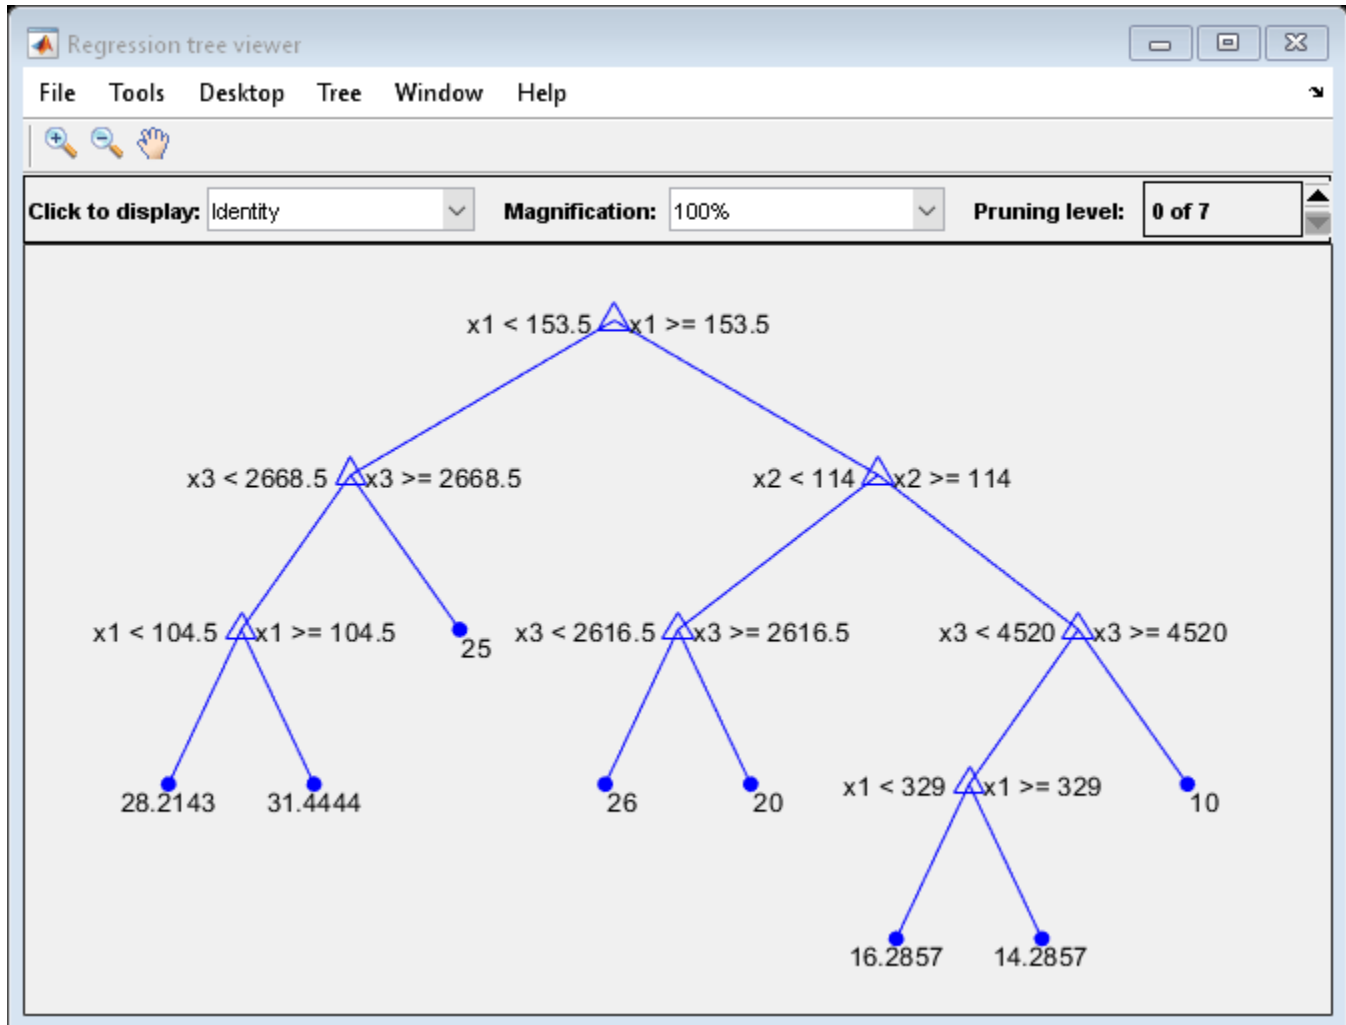 Regression tree viewer
File Tools Desktop Tree Window Help
Click to display: Identity Magnification: 100% Pruning level: 0 of 7
x1 < 153.5 x1 >= 153.5
x3 < 2668.5 x3 >= 2668.5 x2 < 114 x2 >= 114
x1 < 104.5 x1 >= 104.5 25 x3 < 2616.5 x3 >= 2616.5 x3 < 4520 x3 >= 4520
28.2143 31.4444 26 20 x1 < 329 x1 >= 329 10
16.2857 14.2857